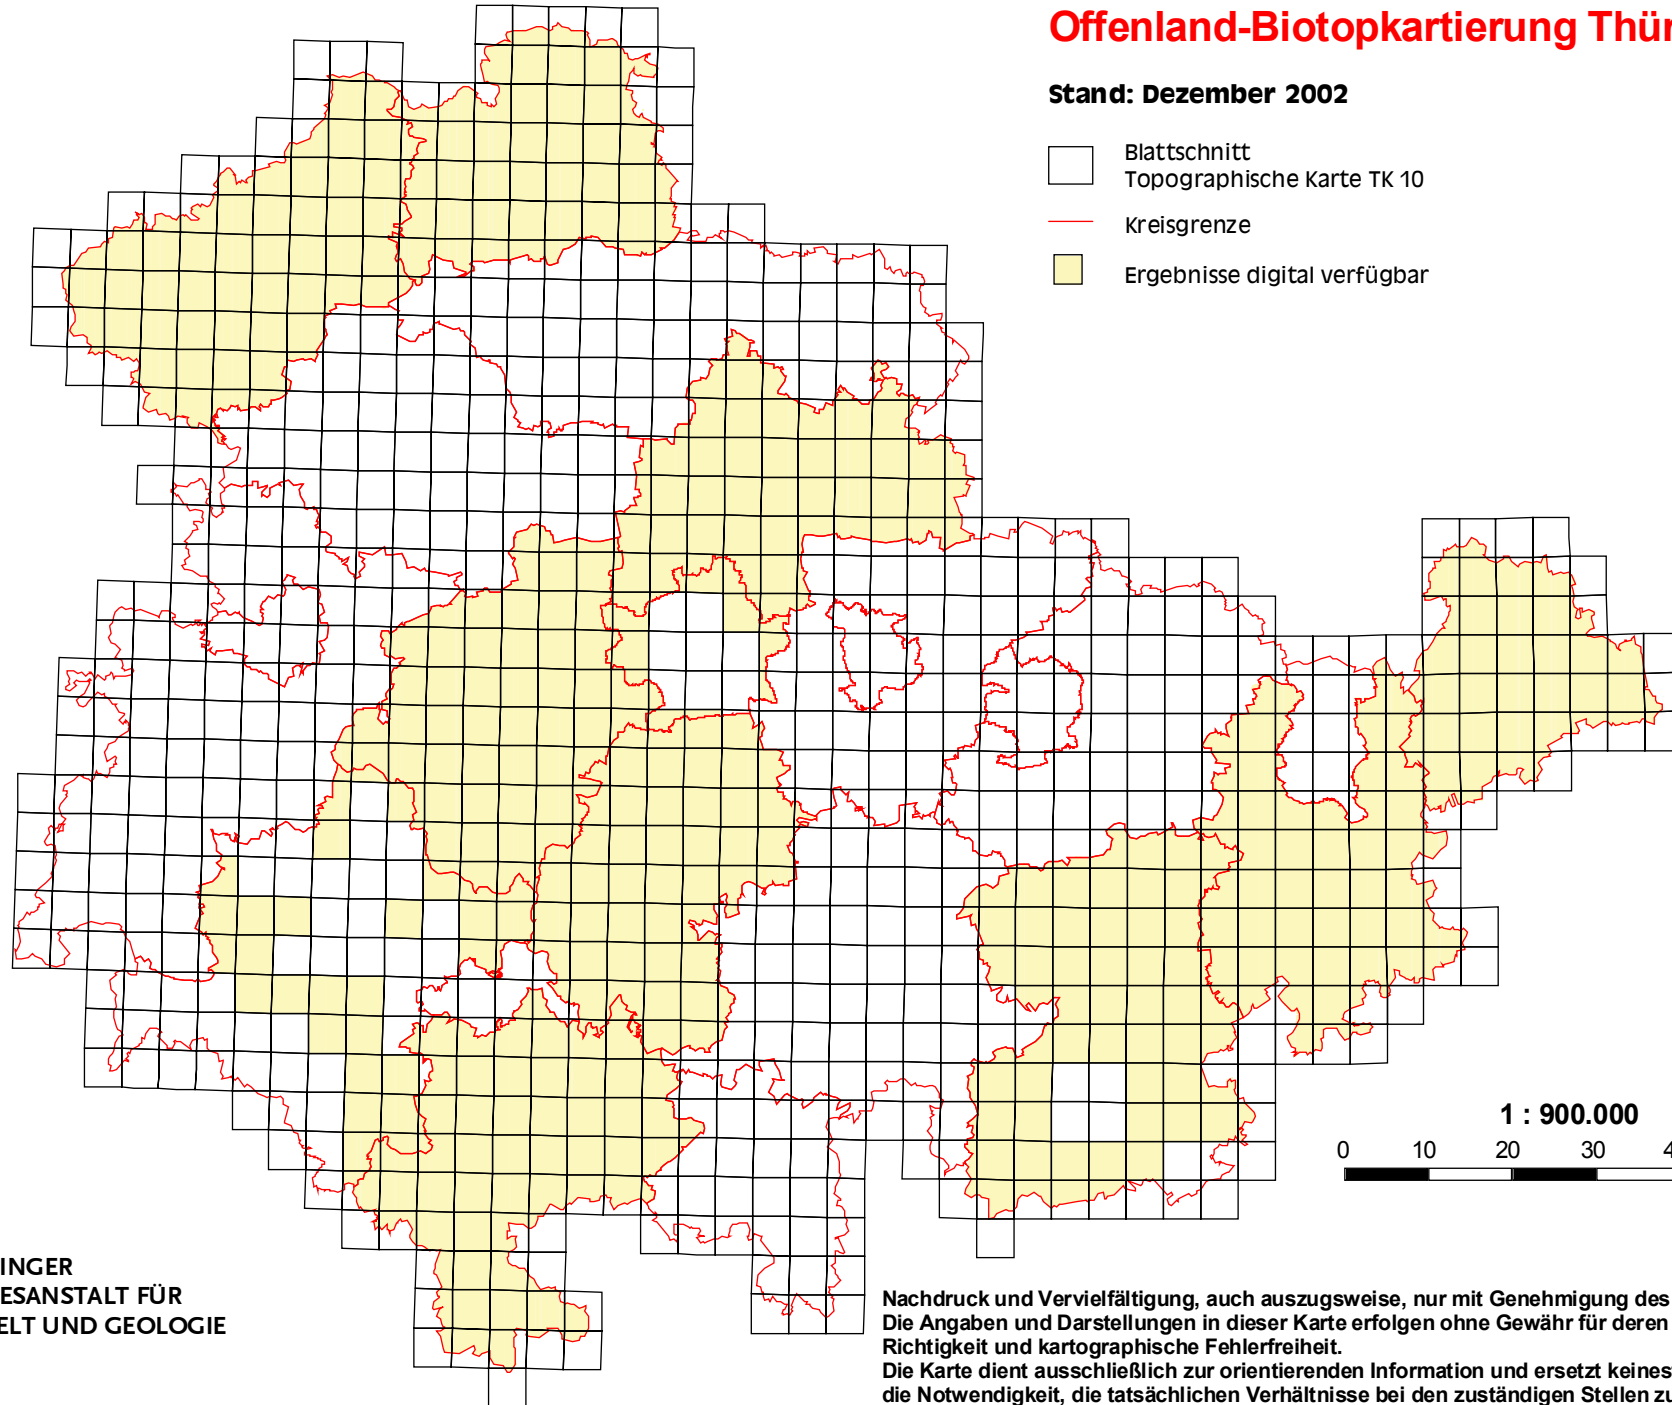 Offenland-Biotopkartierung Thür
Stand: Dezember 2002
Blattschnitt
Topographische Karte TK 10
Kreisgrenze
Ergebnisse digital verfügbar
1 : 900.000
0 10 20 30 4
INGER
ESANSTALT FÜR
ELT UND GEOLOGIE
Nachdruck und Vervielfältigung, auch auszugsweise, nur mit Genehmigung des
Die Angaben und Darstellungen in dieser Karte erfolgen ohne Gewähr für deren
Richtigkeit und kartographische Fehlerfreiheit.
Die Karte dient ausschließlich zur orientierenden Information und ersetzt keines
die Notwendigkeit, die tatsächlichen Verhältnisse bei den zuständigen Stellen zu